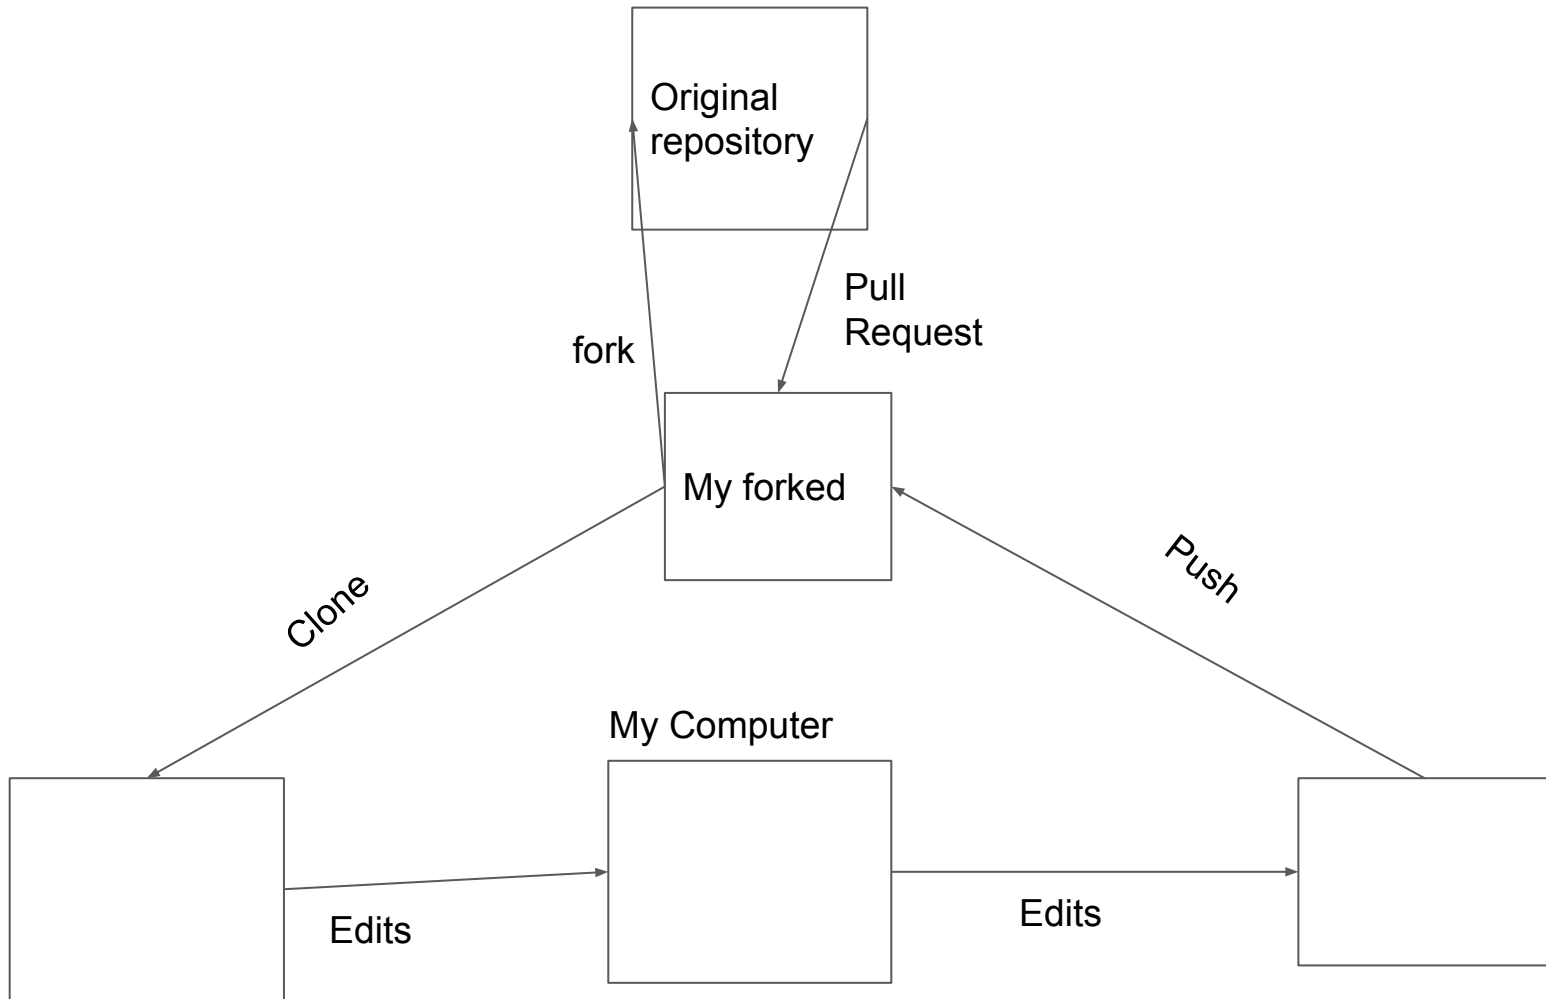 Original
repository
Pull
Request
fork
My forked
Push
Clone
My Computer
Edits
Edits